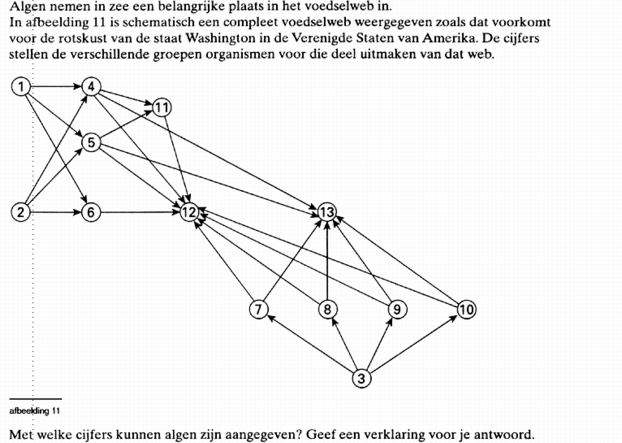 Algen nemen in zee een belangrijke plaats in het voedselweb in.
In afbeelding 11 is schematisch een compleet voedselweb weergegeven zoals dat voorkomt
voor de rotskust van de staat Washington in de Verenigde Staten van Amerika. De cijfers
stellen de verschillende groepen organismen voor die deel uitmaken van dat web.
1
4
11
5
2
6
12
13
7
8
9
10
3
afbeelding 11
Met welke cijfers kunnen algen zijn aangegeven? Geef een verklaring voor je antwoord.